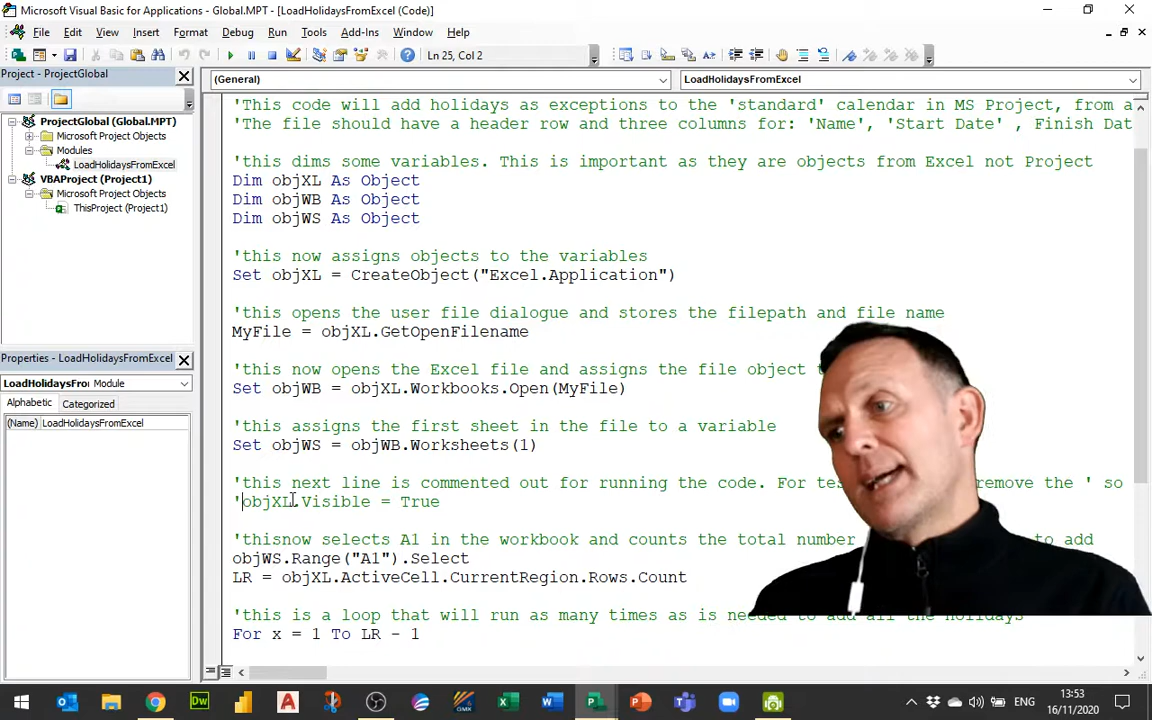 Microsoft Visual Basic for Applications - Global.MPT - [LoadHolidaysFromExcel (Code)]
File Edit View Insert Format Debug Run Tools Add-Ins Window Help
Ln 25, Col 2
Project - ProjectGlobal
(General)
LoadHolidaysFromExcel
ProjectGlobal (Global.MPT)
Microsoft Project Objects
Modules
LoadHolidaysFromExcel
VBAProject (Project1)
Microsoft Project Objects
ThisProject (Project1)
Properties - LoadHolidaysFromExcel
LoadHolidaysFro Module
Alphabetic Categorized
(Name) LoadHolidaysFromExcel
'This code will add holidays as exceptions to the 'standard' calendar in MS Project, from a
'The file should have a header row and three columns for: 'Name', 'Start Date' , Finish Dat
'this dims some variables. This is important as they are objects from Excel not Project
Dim objXL As Object
Dim objWB As Object
Dim objWS As Object
'this now assigns objects to the variables
Set objXL = CreateObject("Excel.Application")
'this opens the user file dialogue and stores the filepath and file name
MyFile = objXL.GetOpenFilename
'this now opens the Excel file and assigns the file object
Set objWB = objXL.Workbooks.Open(MyFile)
'this assigns the first sheet in the file to a variable
Set objWS = objWB.Worksheets(1)
'this next line is commented out for running the code. For tes remove the ' so
'objXL.Visible = True
'thisnow selects A1 in the workbook and counts the total number to add
objWS.Range("A1").Select
LR = objXL.ActiveCell.CurrentRegion.Rows.Count
'this is a loop that will run as many times as is needed to add all the holidays
For x = 1 To LR - 1
ENG
13:53
16/11/2020